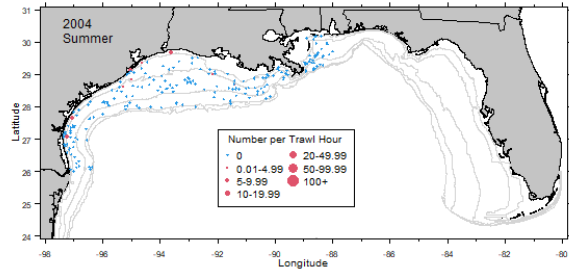 2004
Summer
31
30
29
28
27
26
25
24
Latitude
Number per Trawl Hour
0 20-49.99
0.01-4.99 50-99.99
5-9.99 100+
10-19.99
-98 -96 -94 -92 -90 -88 -86 -84 -82 -80
Longitude